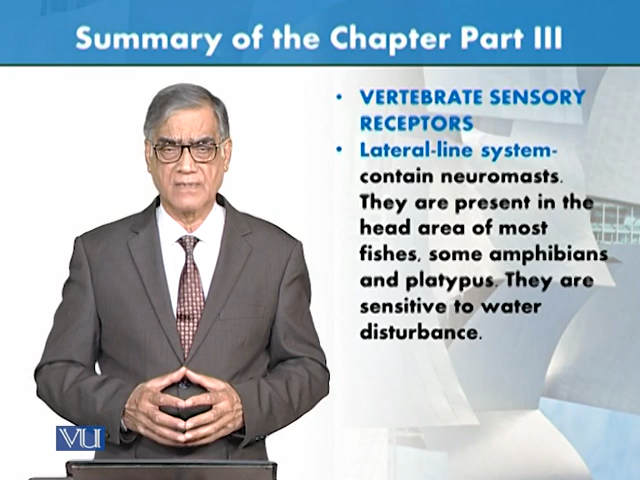 Summary of the Chapter Part III
• VERTEBRATE SENSORY
RECEPTORS
• Lateral-line system-
contain neuromasts.
They are present in the
head area of most
fishes, some amphibians
and platypus. They are
sensitive to water
disturbance.
VU